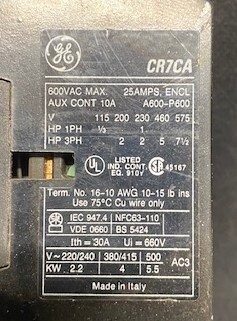 GE CR7CA
600VAC MAX. 25AMPS, ENCL
AUX CONT 10A A600-P600
V 115 200 230 460 575
HP 1PH ½ 1
HP 3PH 2 2 5 7½
UL LISTED IND. CONT. EQ. 910Y SA 45167
Term. No. 16-10 AWG 10-15 lb ins
Use 75°C Cu wire only
IEC 947.4 NFC63-110
VDE 0660 BS 5424
Ith = 30A Ui = 660V
V~220/240 380/415 500 AC3
KW 2.2 4 5.5
Made in Italy